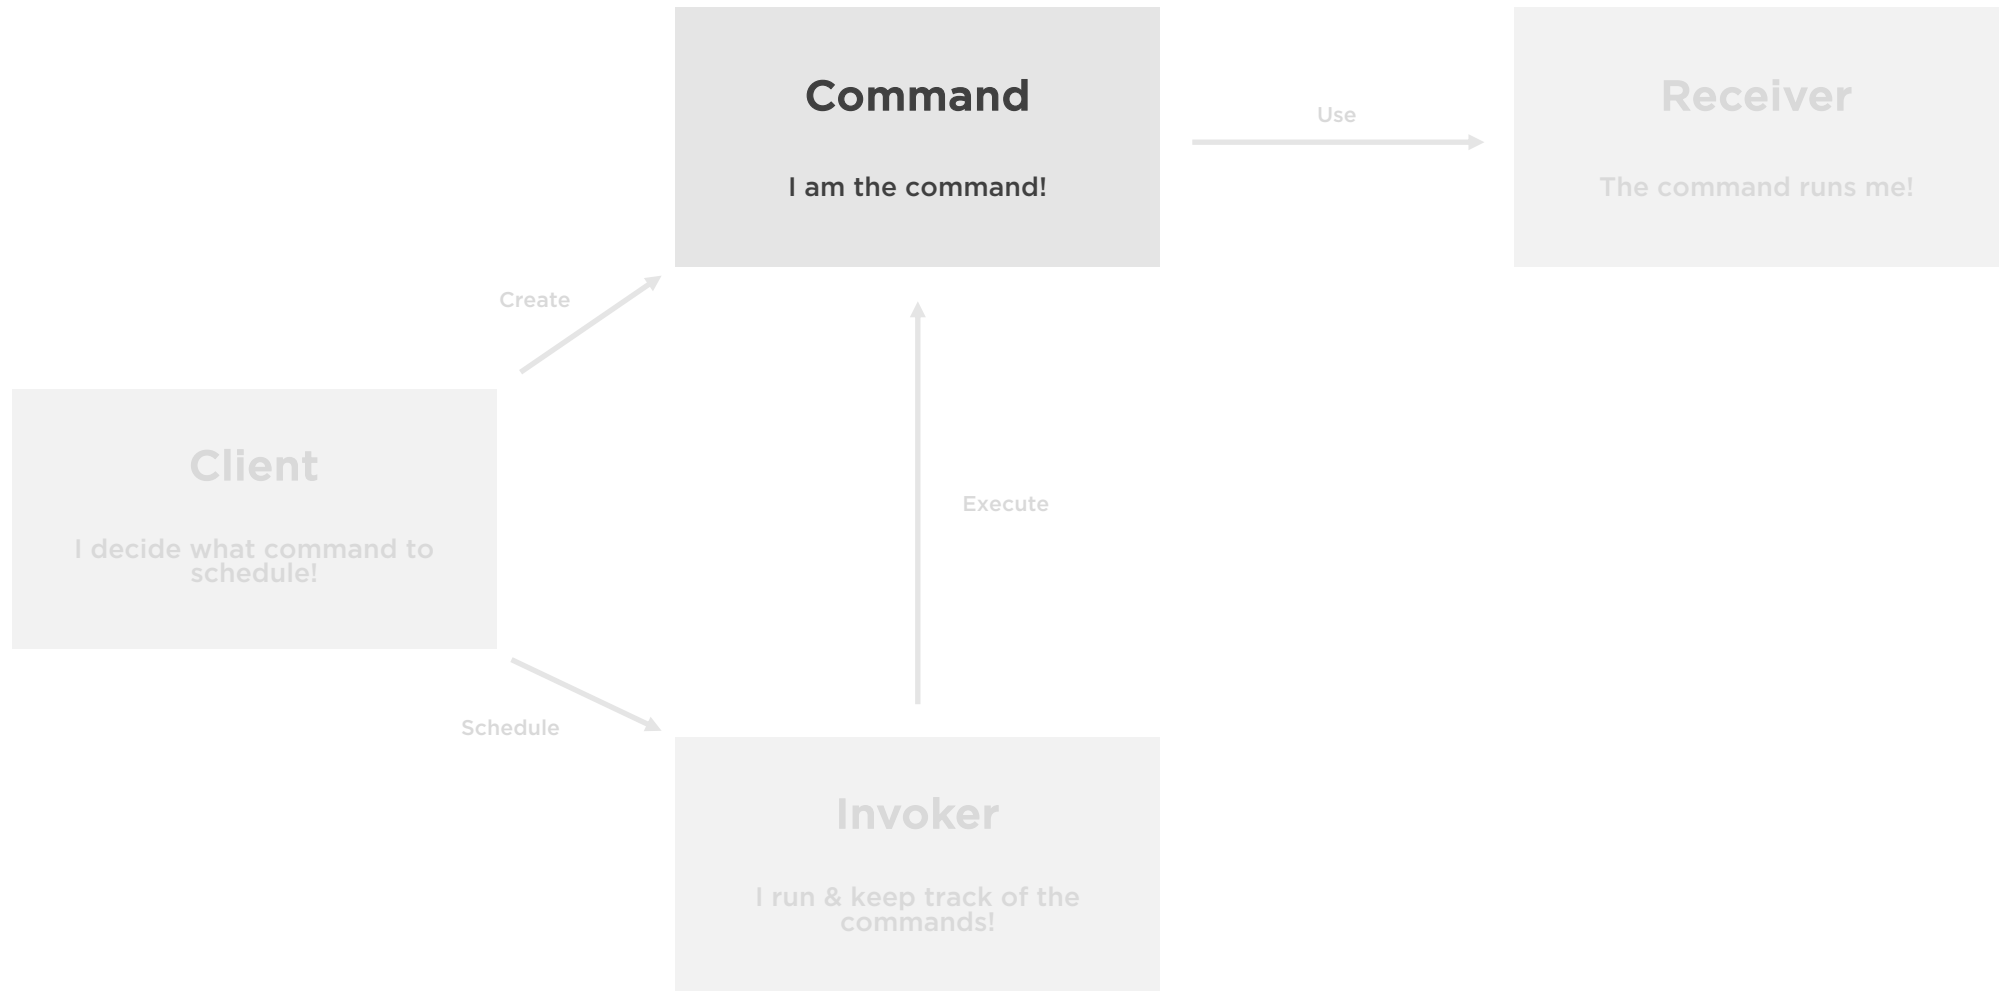 Command
I am the command!
Use
Receiver
The command runs me!
Create
Client
I decide what command to
schedule!
Execute
Schedule
Invoker
I run & keep track of the
commands!